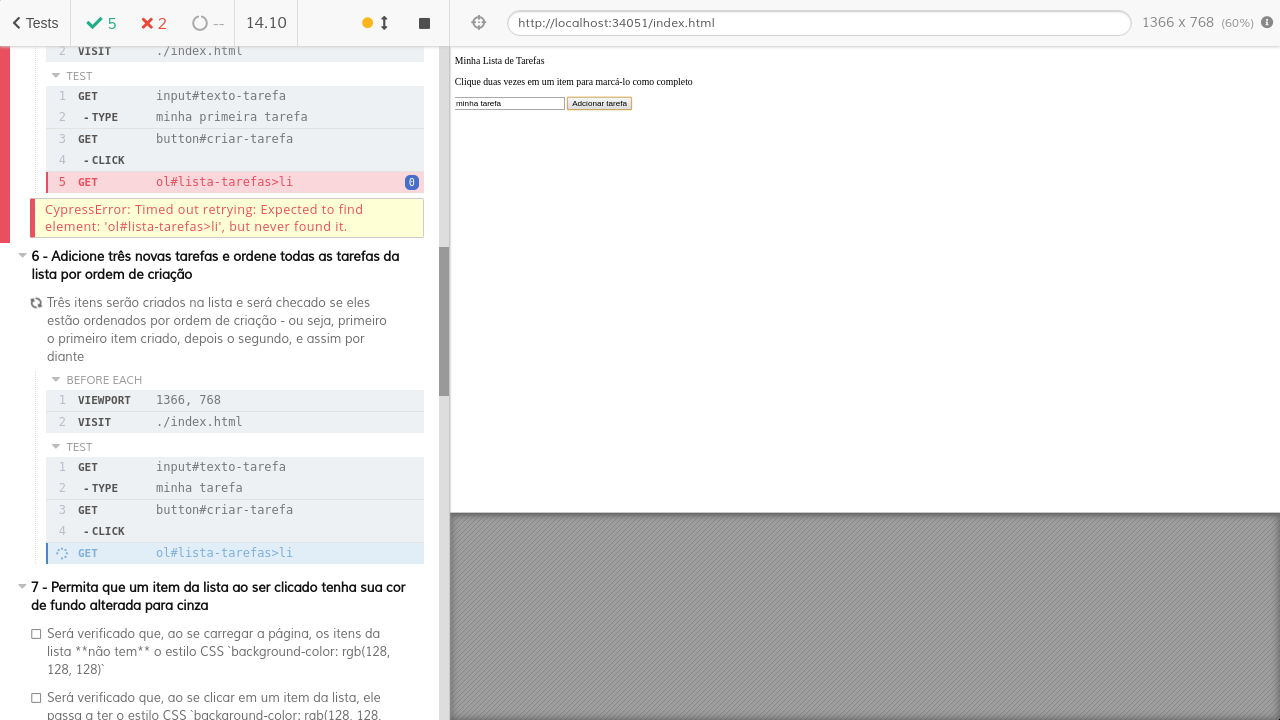 Tests
5
2
--
14.10
http://localhost:34051/index.html
1366 x 768 (60%)
2 VISIT ./index.html
TEST
1 GET input#texto-tarefa
2 -TYPE minha primeira tarefa
3 GET button#criar-tarefa
4 -CLICK
5 GET ol#lista-tarefas>li 0
CypressError: Timed out retrying: Expected to find
element: 'ol#lista-tarefas>li', but never found it.
6 - Adicione três novas tarefas e ordene todas as tarefas da
lista por ordem de criação
Três itens serão criados na lista e será checado se eles
estão ordenados por ordem de criação - ou seja, primeiro
o primeiro item criado, depois o segundo, e assim por
diante
BEFORE EACH
1 VIEWPORT 1366, 768
2 VISIT ./index.html
TEST
1 GET input#texto-tarefa
2 -TYPE minha tarefa
3 GET button#criar-tarefa
4 -CLICK
GET ol#lista-tarefas>li
7 - Permita que um item da lista ao ser clicado tenha sua cor
de fundo alterada para cinza
Será verificado que, ao se carregar a página, os itens da
lista **não tem** o estilo CSS `background-color: rgb(128,
128, 128)`
Será verificado que, ao se clicar em um item da lista, ele
passa a ter o estilo CSS `background-color: rgb(128, 128,
Minha Lista de Tarefas
Clique duas vezes em um item para marcá-lo como completo
minha tarefa
Adcionar tarefa